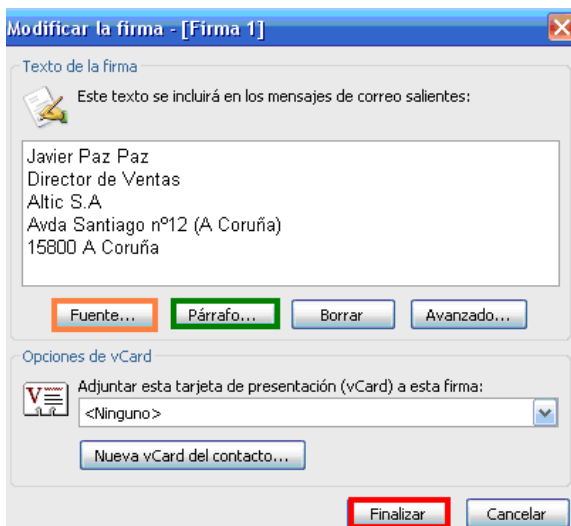 Modificar la firma - [Firma 1]
Texto de la firma
Este texto se incluirá en los mensajes de correo salientes:
Javier Paz Paz
Director de Ventas
Altic S.A
Avda Santiago nº12 (A Coruña)
15800 A Coruña
Fuente... Párrafo... Borrar Avanzado...
Opciones de vCard
Adjuntar esta tarjeta de presentación (vCard) a esta firma:
<Ninguno>
Nueva vCard del contacto...
Finalizar Cancelar